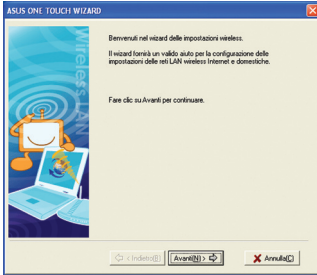 ASUS ONE TOUCH WIZARD
Wireless LAN
Benvenuti nel wizard delle impostazioni wireless.
Il wizard fornirà un valido aiuto per la configurazione delle
impostazioni delle reti LAN wireless Internet e domestiche.
Fare clic su Avanti per continuare.
< Indietro(B)
Avanti(N) >
Annulla(C)